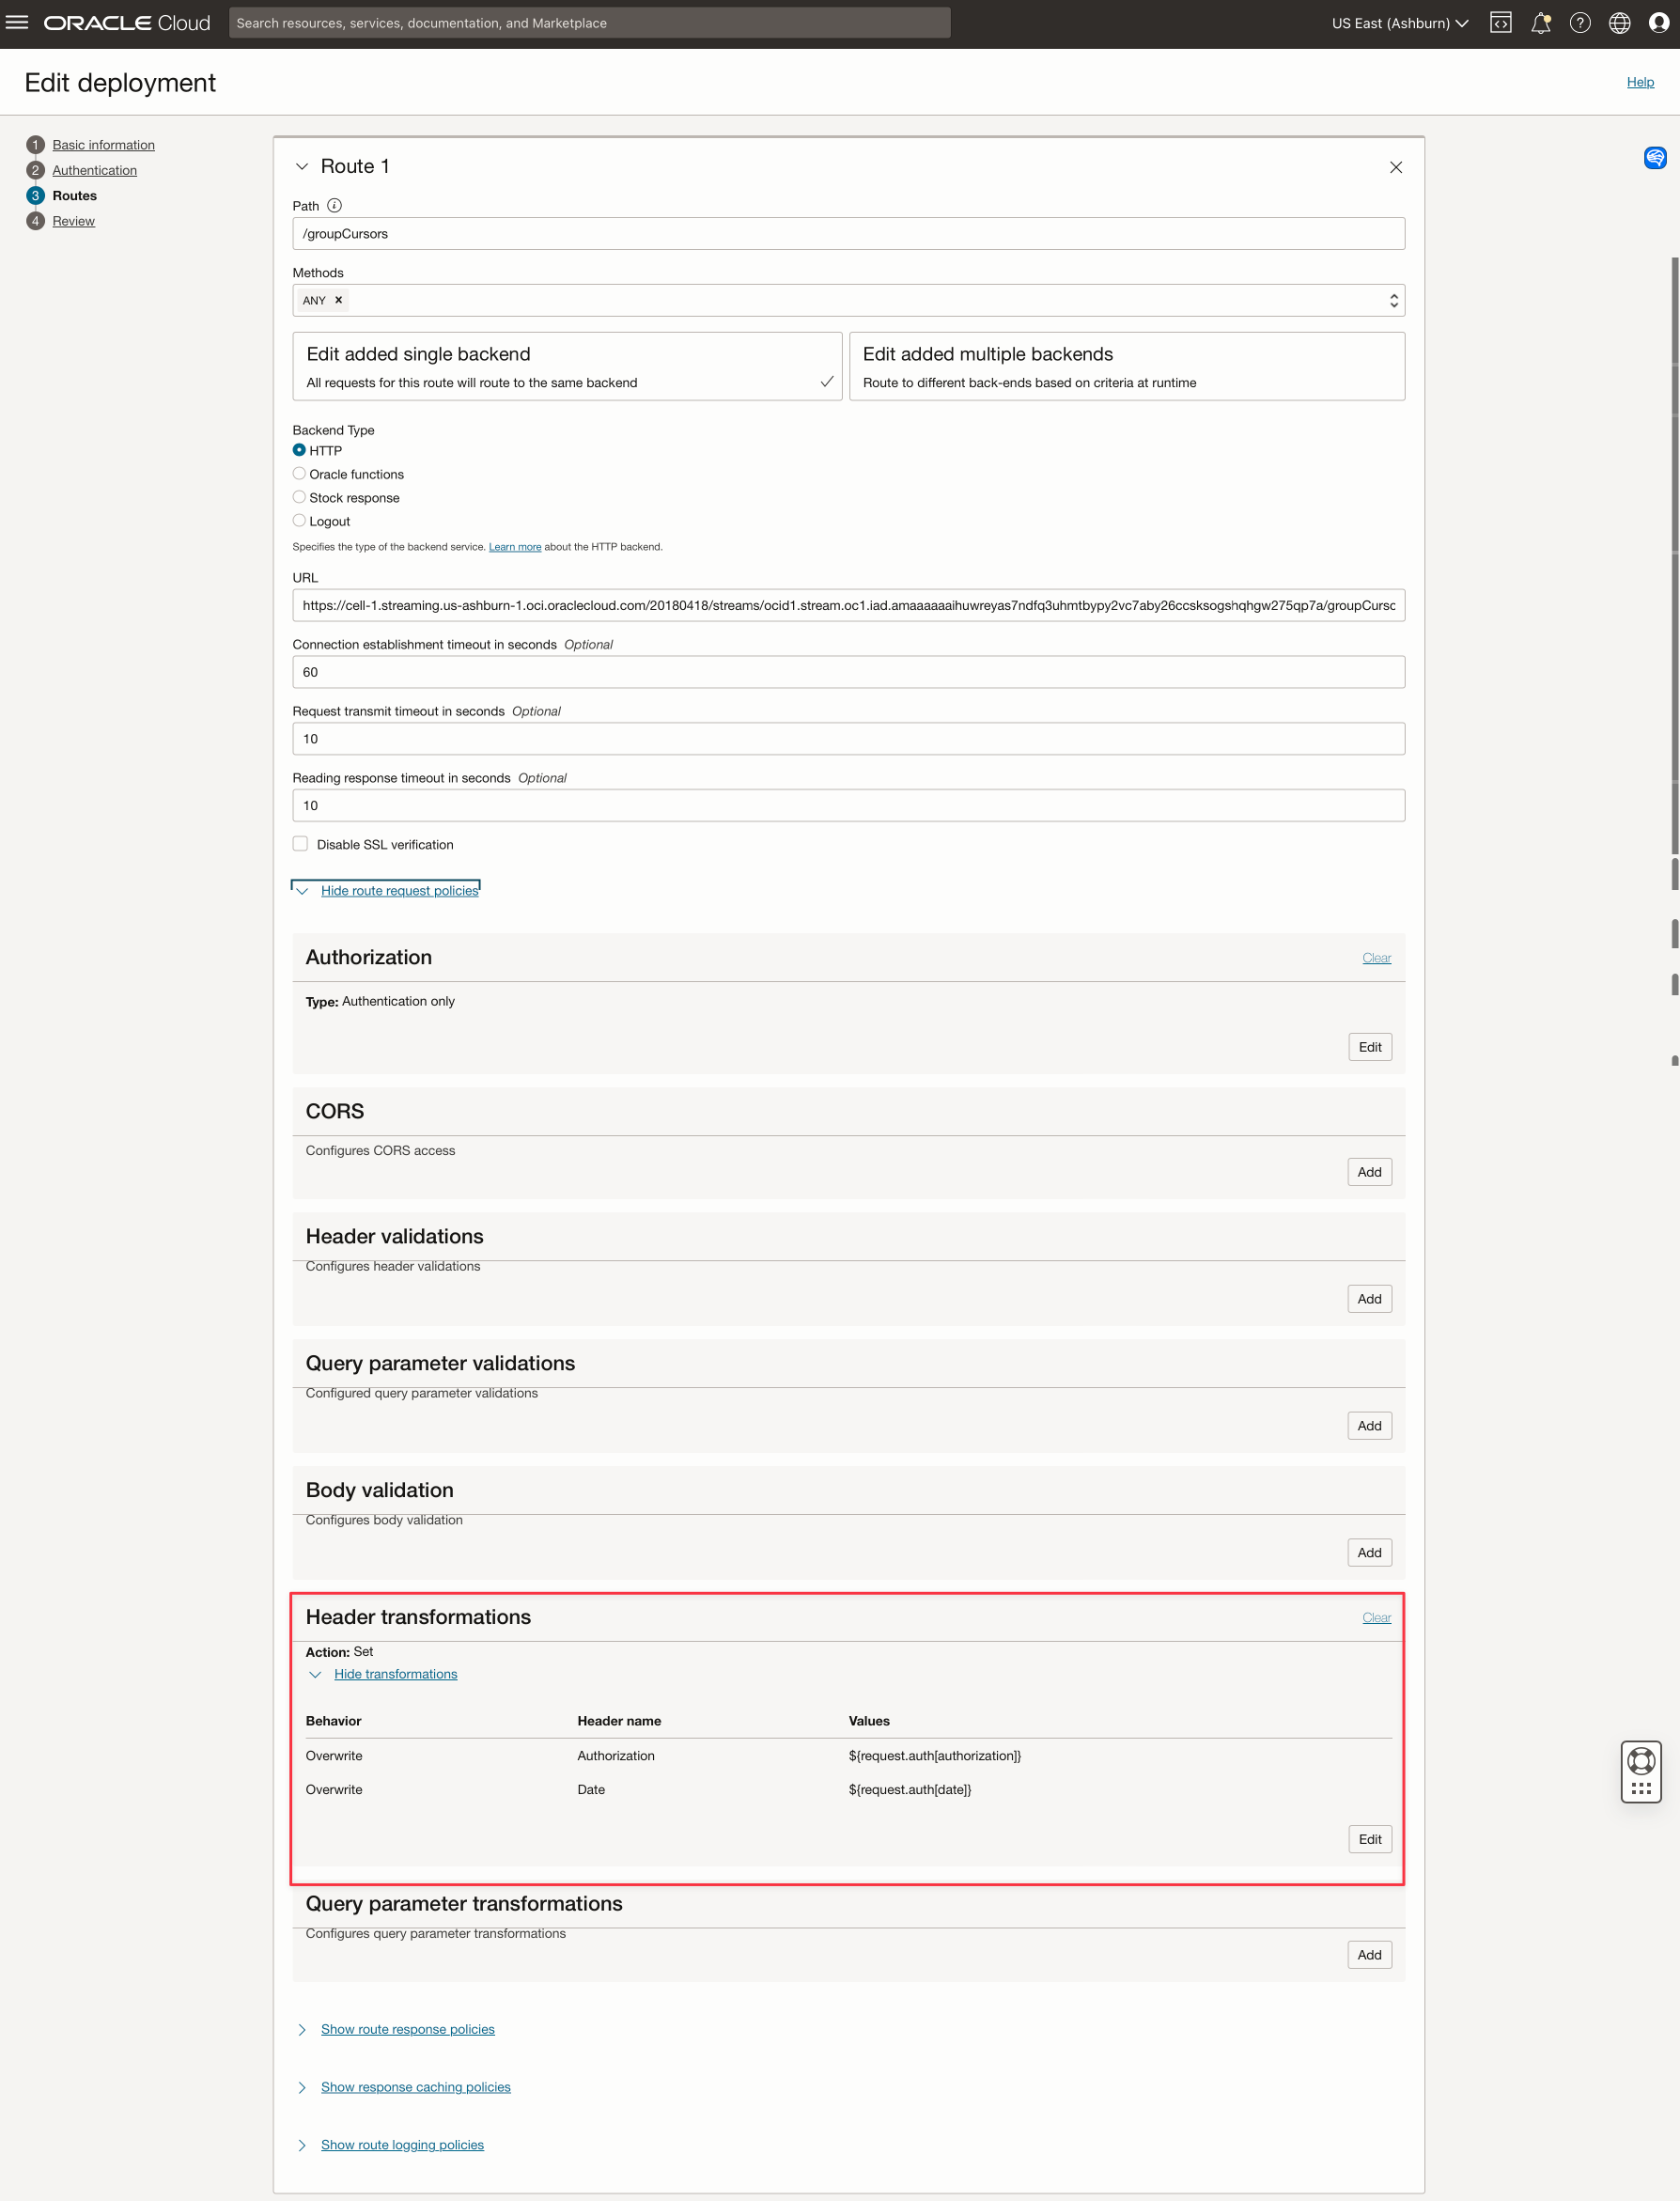 ORACLE Cloud
Search resources, services, documentation, and Marketplace
US East (Ashburn)
Edit deployment
Help
1 Basic information
2 Authentication
3 Routes
4 Review
Route 1
Path
/groupCursors
Methods
ANY
Edit added single backend
All requests for this route will route to the same backend
Edit added multiple backends
Route to different back-ends based on criteria at runtime
Backend Type
HTTP
Oracle functions
Stock response
Logout
Specifies the type of the backend service. Learn more about the HTTP backend.
URL
https://cell-1.streaming.us-ashburn-1.oci.oraclecloud.com/20180418/streams/ocid1.stream.oc1.iad.amaaaaaaihuwreyas7ndfq3uhmtbypy2vc7aby26ccsksogshqhgw275qp7a/groupCursc
Connection establishment timeout in seconds Optional
60
Request transmit timeout in seconds Optional
10
Reading response timeout in seconds Optional
10
Disable SSL verification
Hide route request policies
Authorization
Clear
Type: Authentication only
Edit
CORS
Configures CORS access
Add
Header validations
Configures header validations
Add
Query parameter validations
Configured query parameter validations
Add
Body validation
Configures body validation
Add
Header transformations
Clear
Action: Set
Hide transformations
Behavior Header name Values
Overwrite Authorization ${request.auth[authorization]}
Overwrite Date ${request.auth[date]}
Edit
Query parameter transformations
Configures query parameter transformations
Add
Show route response policies
Show response caching policies
Show route logging policies